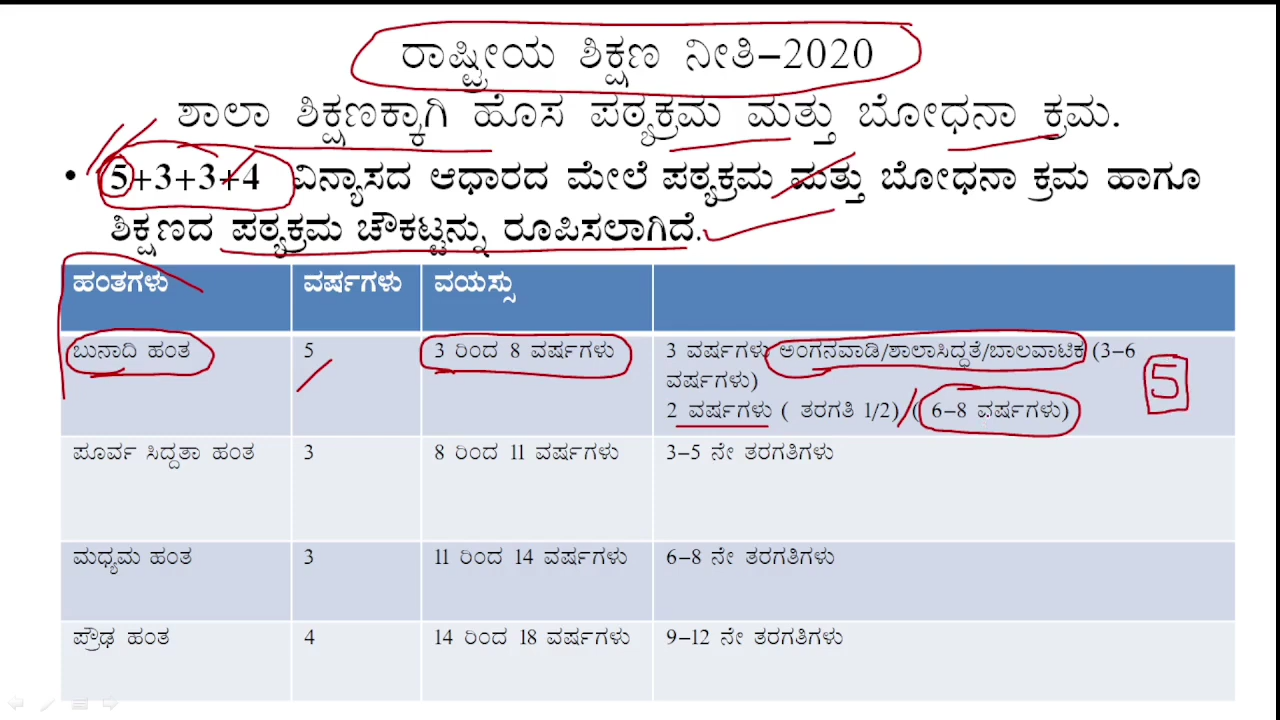 ರಾಷ್ಟ್ರೀಯ ಶಿಕ್ಷಣ ನೀತಿ-2020
ಶಾಲಾ ಶಿಕ್ಷಣಕ್ಕಾಗಿ ಹೊಸ ಪಠ್ಯಕ್ರಮ ಮತ್ತು ಬೋಧನಾ ಕ್ರಮ.
• 5+3+3+4 ವಿನ್ಯಾಸದ ಆಧಾರದ ಮೇಲೆ ಪಠ್ಯಕ್ರಮ ಮತ್ತು ಬೋಧನಾ ಕ್ರಮ ಹಾಗೂ
ಶಿಕ್ಷಣದ ಪಠ್ಯಕ್ರಮ ಚೌಕಟ್ಟನ್ನು ರೂಪಿಸಲಾಗಿದೆ.
ಹಂತಗಳು ವರ್ಷಗಳು ವಯಸ್ಸು
ಬುನಾದಿ ಹಂತ 5 3 ರಿಂದ 8 ವರ್ಷಗಳು 3 ವರ್ಷಗಳು ಅಂಗನವಾಡಿ/ಶಾಲಾಸಿದ್ಧತೆ/ಬಾಲವಾಟಿಕ (3-6
ವರ್ಷಗಳು)
5
2 ವರ್ಷಗಳು ( ತರಗತಿ 1/2) ( 6-8 ವರ್ಷಗಳು)
ಪೂರ್ವ ಸಿದ್ದತಾ ಹಂತ 3 8 ರಿಂದ 11 ವರ್ಷಗಳು 3-5 ನೇ ತರಗತಿಗಳು
ಮಧ್ಯಮ ಹಂತ 3 11 ರಿಂದ 14 ವರ್ಷಗಳು 6-8 ನೇ ತರಗತಿಗಳು
ಪ್ರೌಢ ಹಂತ 4 14 ರಿಂದ 18 ವರ್ಷಗಳು 9-12 ನೇ ತರಗತಿಗಳು